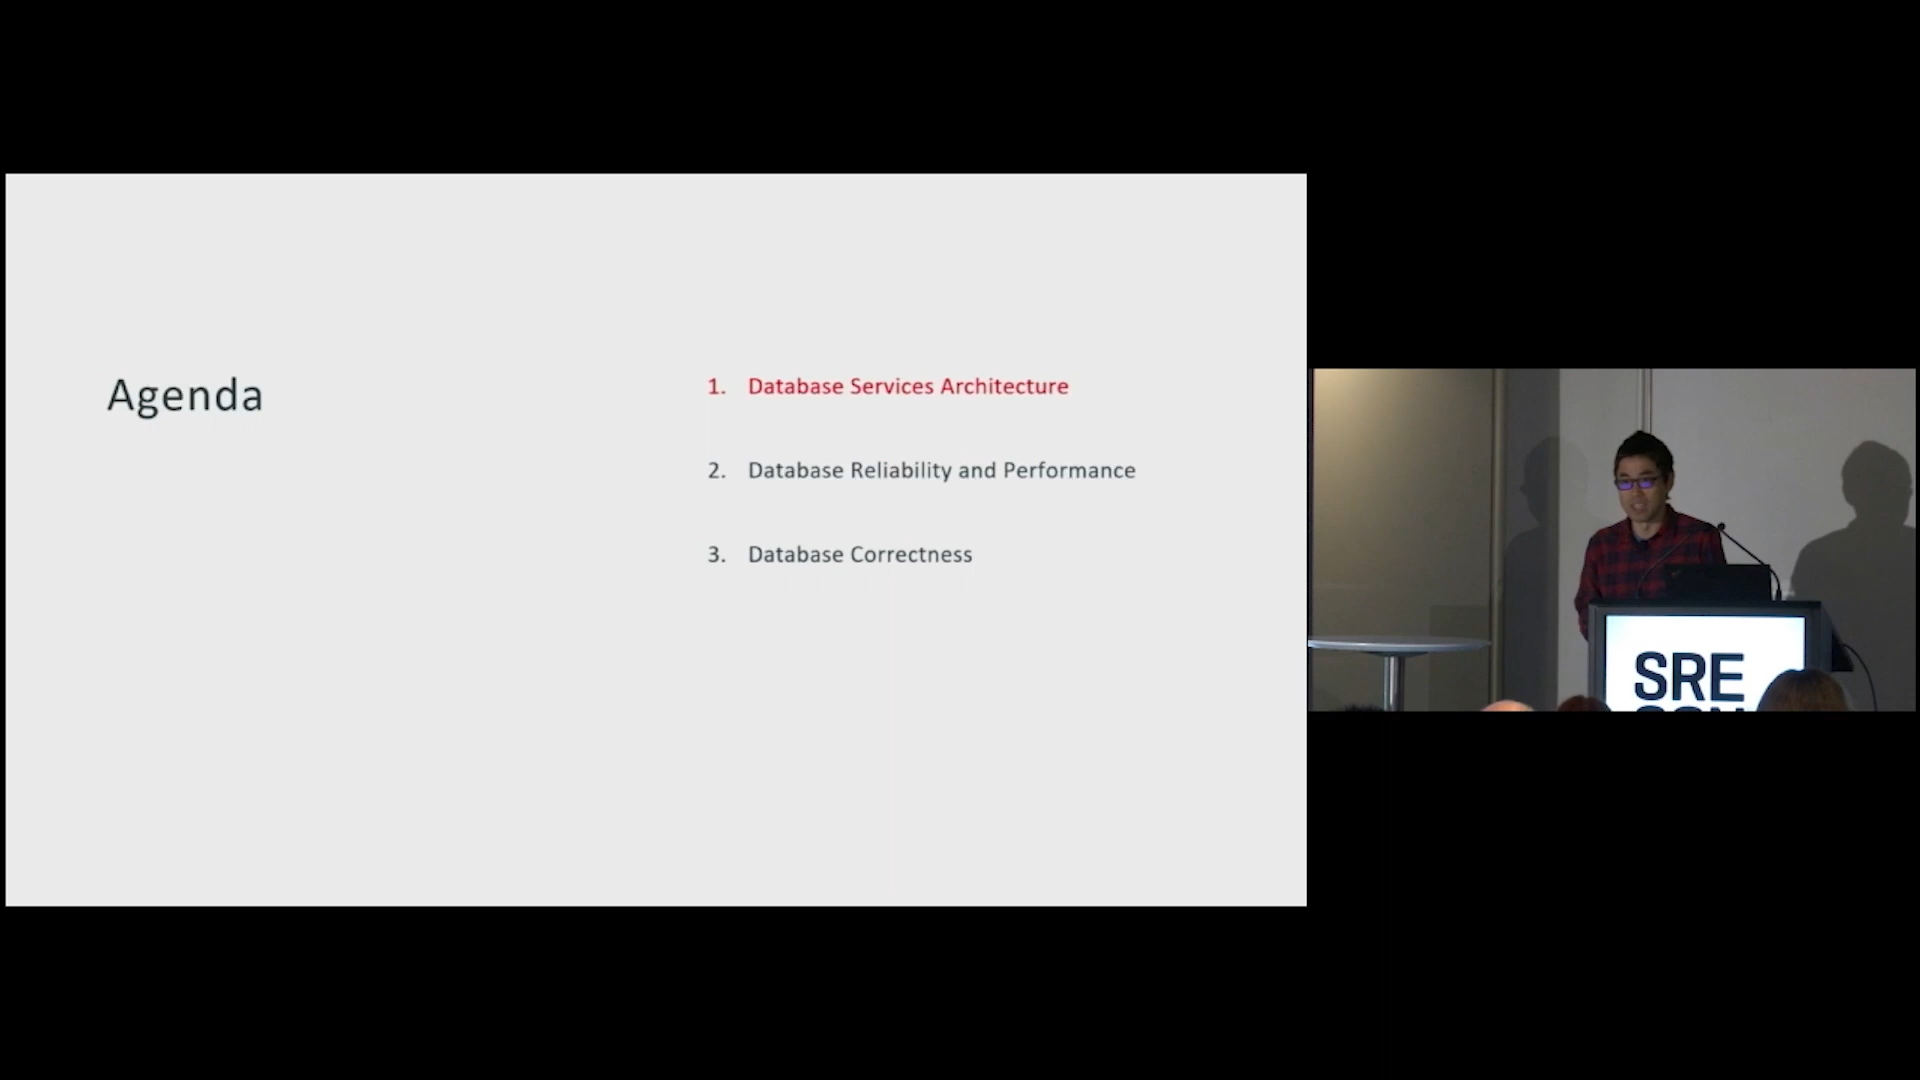 Agenda
1. Database Services Architecture
2. Database Reliability and Performance
3. Database Correctness
SRE